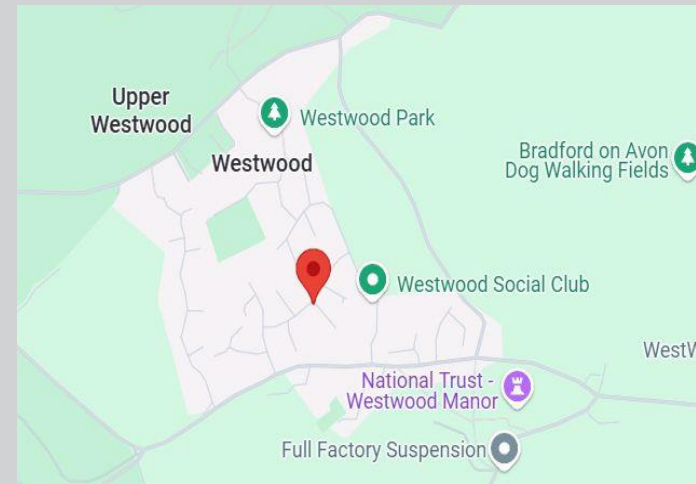 Upper
Westwood
Westwood Park
Westwood
Bradford on Avon
Dog Walking Fields
Westwood Social Club
WestW
National Trust -
Westwood Manor
Full Factory Suspension